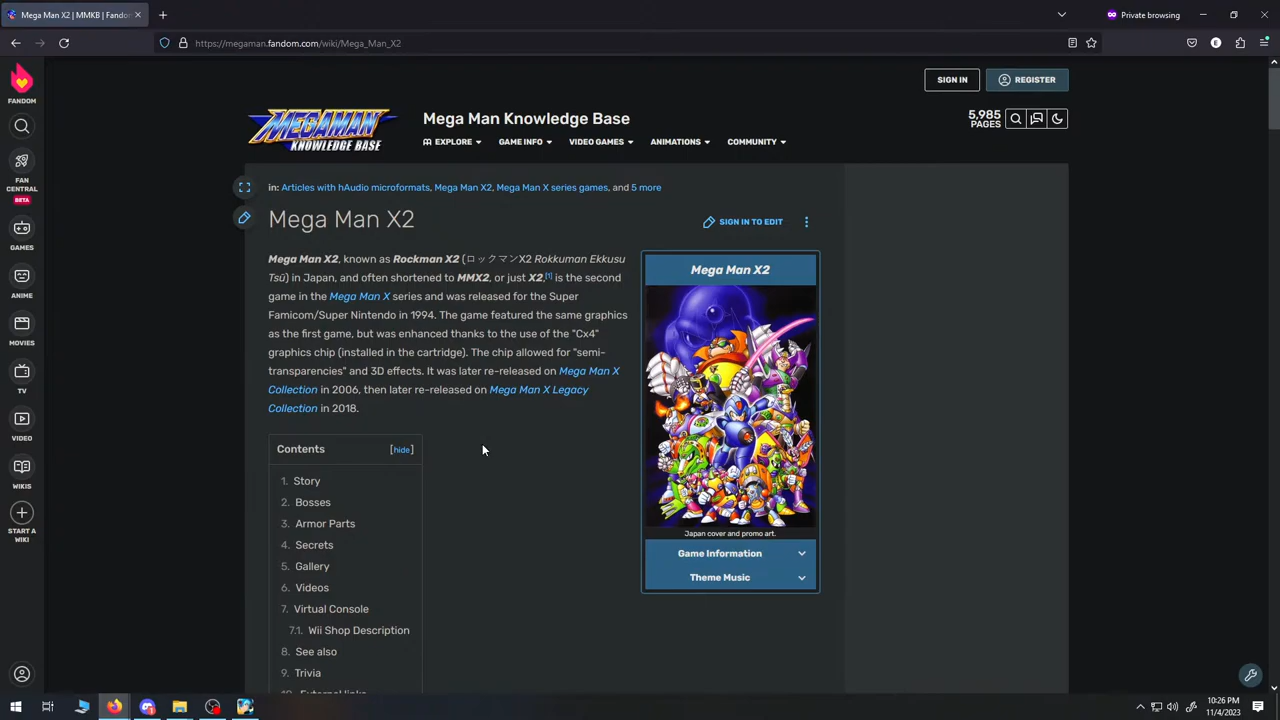 Mega Man X2 | MMKB | Fandom
Private browsing
https://megaman.fandom.com/wiki/Mega_Man_X2
FANDOM
SIGN IN
REGISTER
MEGAMAN
KNOWLEDGE BASE
Mega Man Knowledge Base
5,985
PAGES
EXPLORE
GAME INFO
VIDEO GAMES
ANIMATIONS
COMMUNITY
FAN
CENTRAL
BETA
GAMES
ANIME
MOVIES
TV
VIDEO
WIKIS
START A
WIKI
in: Articles with hAudio microformats, Mega Man X2, Mega Man X series games, and 5 more
Mega Man X2
SIGN IN TO EDIT
Mega Man X2, known as Rockman X2 (ロックマンX2 Rokkuman Ekkusu
Tsū) in Japan, and often shortened to MMX2, or just X2,[1] is the second
game in the Mega Man X series and was released for the Super
Famicom/Super Nintendo in 1994. The game featured the same graphics
as the first game, but was enhanced thanks to the use of the "Cx4"
graphics chip (installed in the cartridge). The chip allowed for "semi-
transparencies" and 3D effects. It was later re-released on Mega Man X
Collection in 2006, then later re-released on Mega Man X Legacy
Collection in 2018.
Mega Man X2
Japan cover and promo art.
Game Information
Theme Music
Contents [hide]
1. Story
2. Bosses
3. Armor Parts
4. Secrets
5. Gallery
6. Videos
7. Virtual Console
7.1. Wii Shop Description
8. See also
9. Trivia
10. External links
10:26 PM
11/4/2023